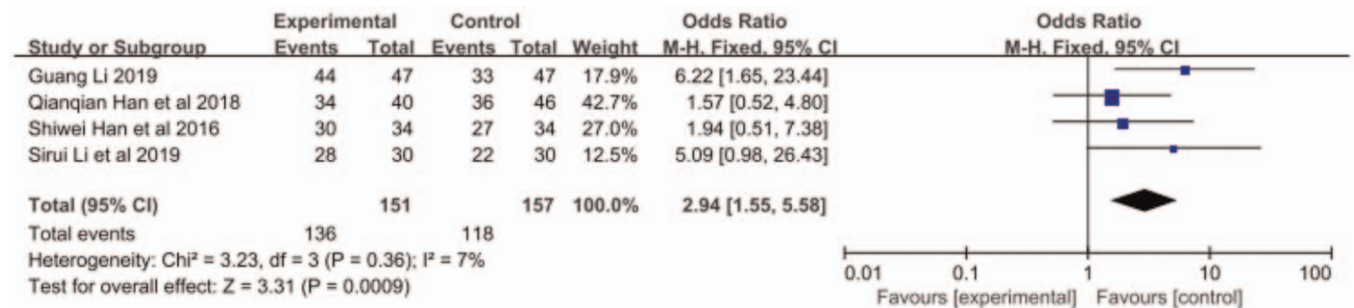 Experimental Control Odds Ratio Odds Ratio
Study or Subgroup Events Total Events Total Weight M-H, Fixed, 95% CI M-H, Fixed, 95% CI
Guang Li 2019 44 47 33 47 17.9% 6.22 [1.65, 23.44]
Qianqian Han et al 2018 34 40 36 46 42.7% 1.57 [0.52, 4.80]
Shiwei Han et al 2016 30 34 27 34 27.0% 1.94 [0.51, 7.38]
Sirui Li et al 2019 28 30 22 30 12.5% 5.09 [0.98, 26.43]
Total (95% CI) 151 157 100.0% 2.94 [1.55, 5.58]
Total events 136 118
Heterogeneity: Chi² = 3.23, df = 3 (P = 0.36); I² = 7%
Test for overall effect: Z = 3.31 (P = 0.0009)
0.01 0.1 1 10 100
Favours [experimental] Favours [control]